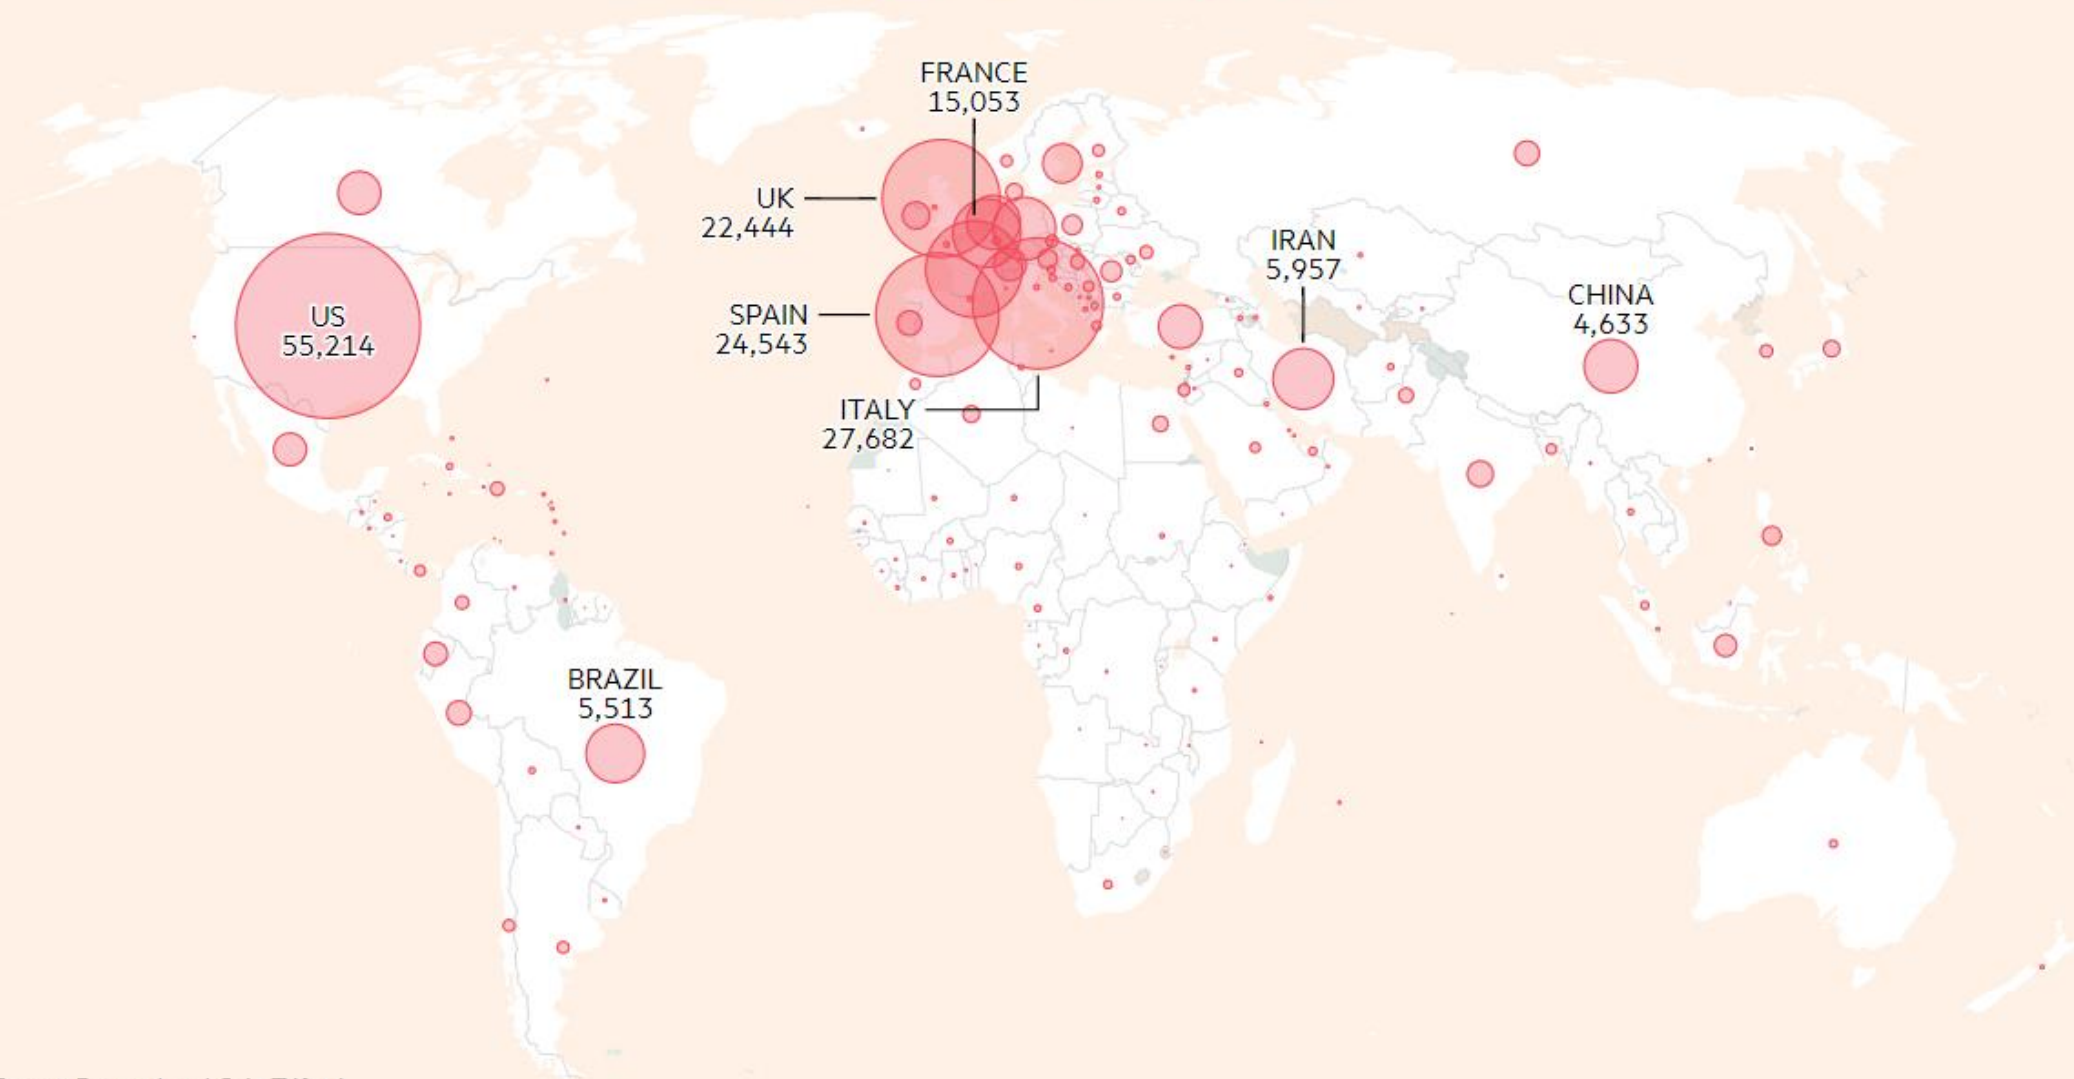 FRANCE
15,053
UK
22,444
IRAN
5,957
CHINA
4,633
US
55,214
SPAIN
24,543
ITALY
27,682
BRAZIL
5,513